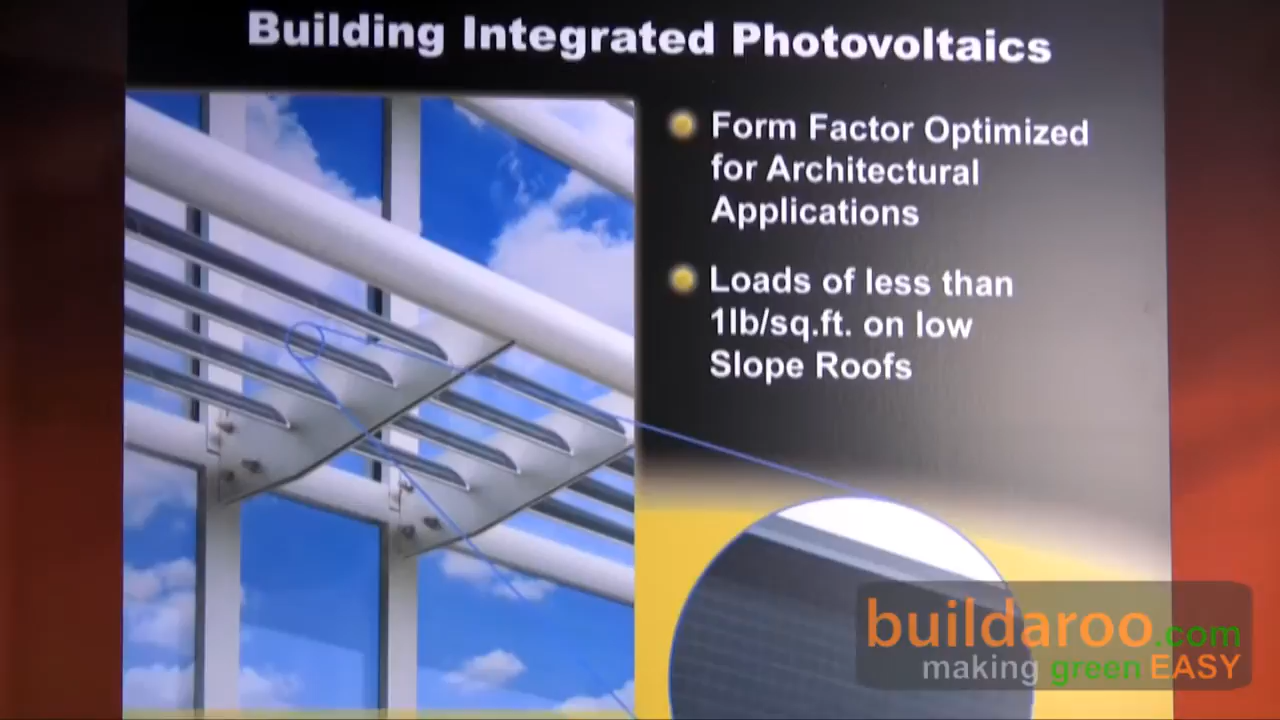 Building Integrated Photovoltaics
Form Factor Optimized
for Architectural
Applications
Loads of less than
1lb/sq.ft. on low
Slope Roofs
buildaroo.com
making green EASY